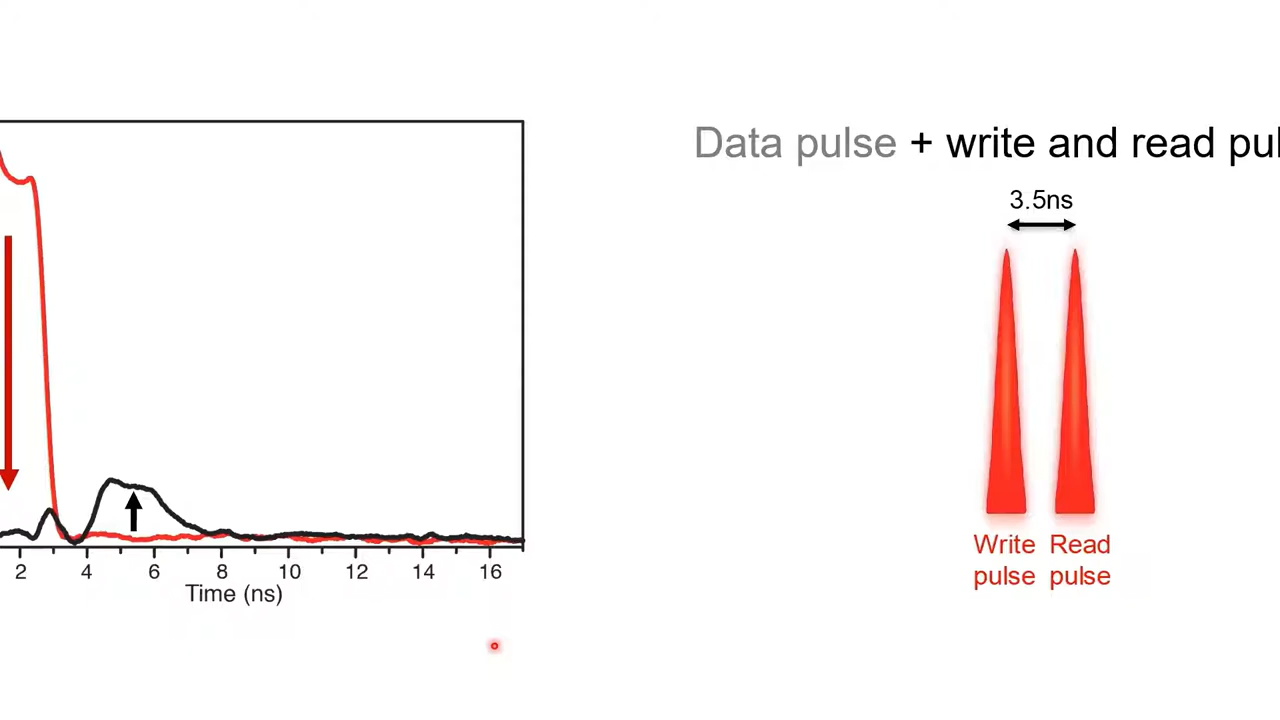 Data pulse + write and read pul
3.5ns
Write Read
pulse pulse
2 4 6 8 10 12 14 16
Time (ns)